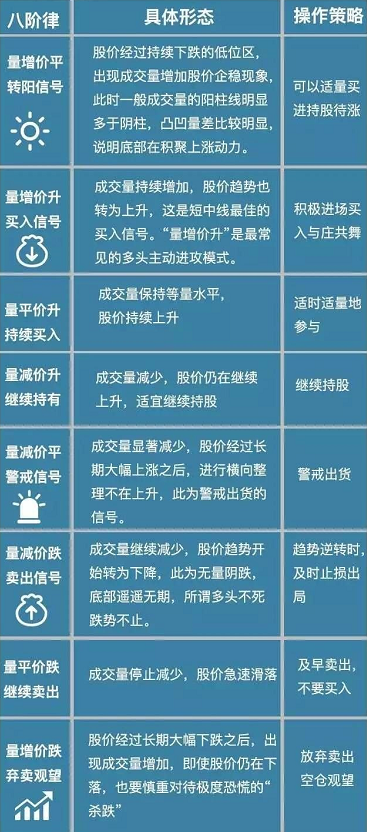 八阶律
具体形态
操作策略
量增价平
转阳信号
股价经过持续下跌的低位区,
出现成交量增加股价企稳现象,
此时一般成交量的阳柱线明显
多于阴柱，凸凹量差比较明显,
说明底部在积聚上涨动力。
可以适量买
进持股待涨
量增价升
买入信号
成交量持续增加，股价趋势也
转为上升，这是短中线最佳的
买入信号。“量增价升”是最常
见的多头主动进攻模式。
积极进场买
入与庄共舞
量平价升
持续买入
成交量保持等量水平，
股价持续上升
适时适量地
参与
量减价升
继续持有
成交量减少，股价仍在继续
上升，适宜继续持股
继续持股
量减价平
警戒信号
成交量显著减少，股价经过长
期大幅上涨之后，进行横向整
理不在上升，此为警戒出货的
信号。
警戒出货
量减价跌
卖出信号
成交量继续减少，股价趋势开
始转为下降，此为无量阴跌，
底部遥遥无期，所谓多头不死
跌势不止。
趋势逆转时,
及时止损出
局
量平价跌
继续卖出
成交量停止减少，股价急速滑落
及早卖出，
不要买入
量增价跌
弃卖观望
股价经过长期大幅下跌之后，出
现成交量增加，即使股价仍在下
落，也要慎重对待极度恐慌的“
杀跌”
放弃卖出
空仓观望